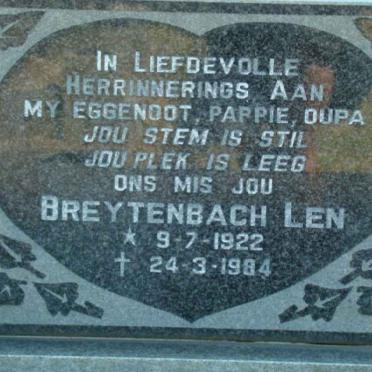 IN LIEFDEVOLLE
HERRINNERINGS AAN
MY EGGENOOT, PAPPIE, OUPA
JOU STEM IS STIL
JOU PLEK IS LEEG
ONS MIS JOU
BREYTENBACH LEN
* 9-7-1922
† 24-3-1984